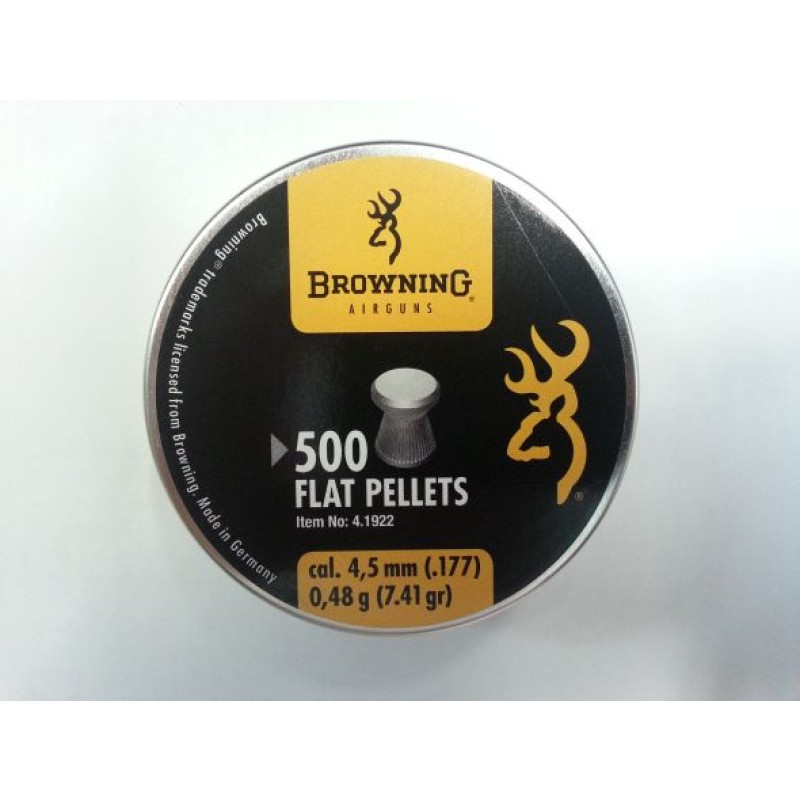 BROWNING®
AIRGUNS
500
FLAT PELLETS
Item No: 4.1922
cal. 4,5 mm (.177)
0,48 g (7.41 gr)
®
Browning® trademarks licensed from Browning. Made in Germany